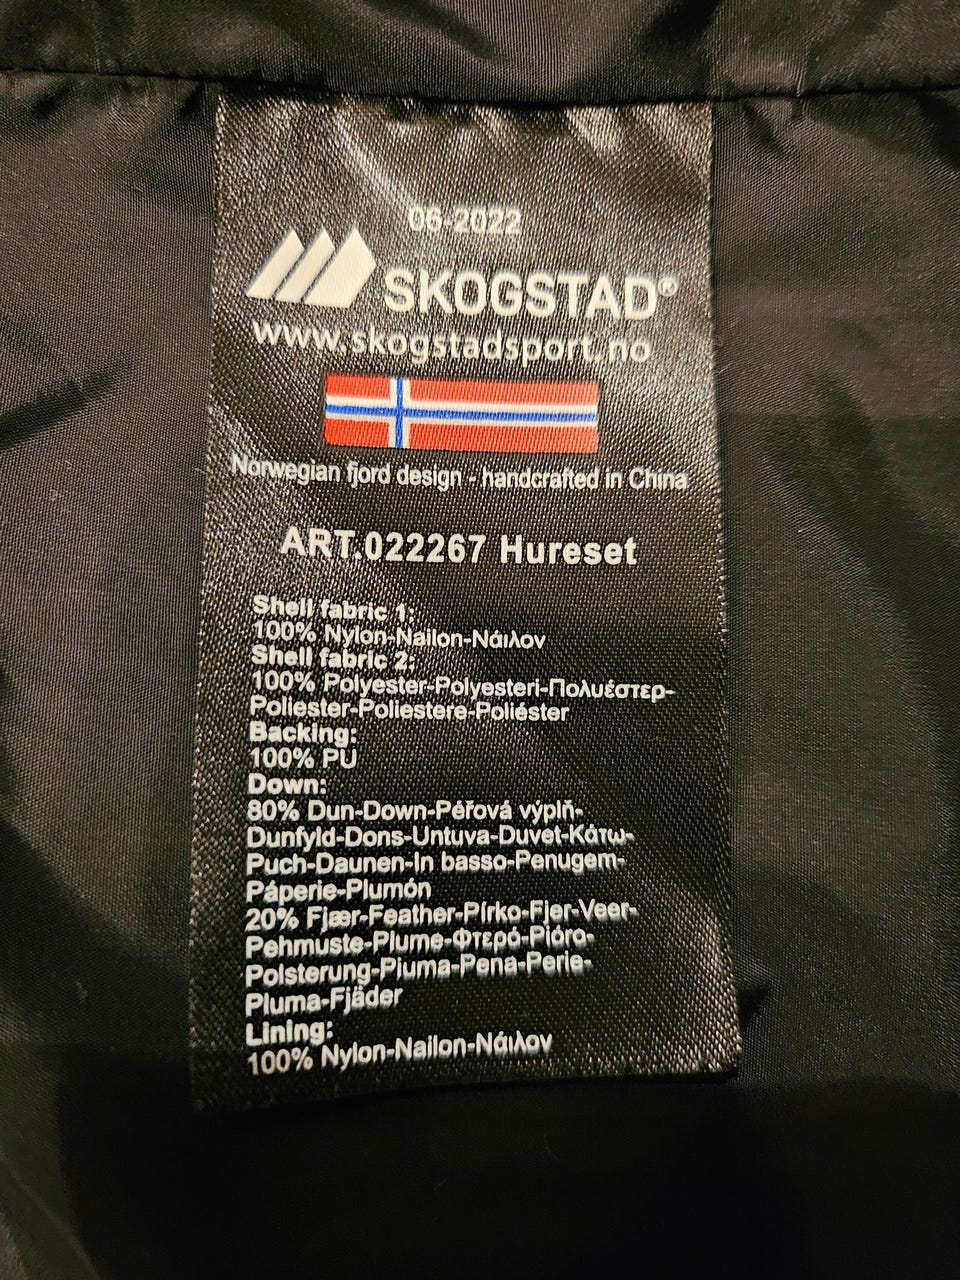 06-2022
SKOGSTAD®
www.skogstadsport.no
Norwegian fjord design - handcrafted in China
ART.022267 Hureset
Shell fabric 1:
100% Nylon-Nailon-Νάιλον
Shell fabric 2:
100% Polyester-Polyesteri-Πολυέστερ-
Poliester-Poliestere-Poliéster
Backing:
100% PU
Down:
80% Dun-Down-Péřová výplň-
Dunfyld-Dons-Untuva-Duvet-Κάτω-
Puch-Daunen-In basso-Penugem-
Páperie-Plumón
20% Fjær-Feather-Pírko-Fjer-Veer-
Pehmuste-Plume-Φτερό-Pióro-
Polsterung-Piuma-Pena-Perie-
Pluma-Fjäder
Lining:
100% Nylon-Nailon-Νάιλον